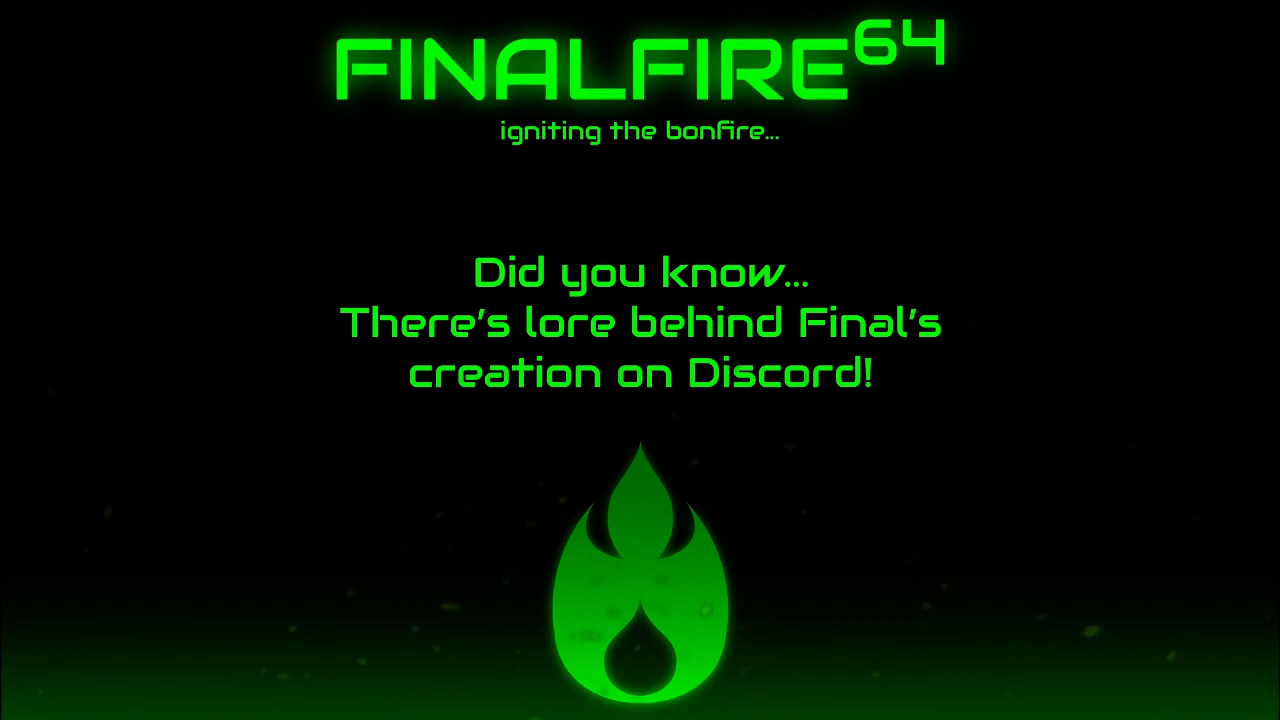 FINALFIRE⁶⁴
igniting the bonfire...
Did you know...
There's lore behind Final's
creation on Discord!